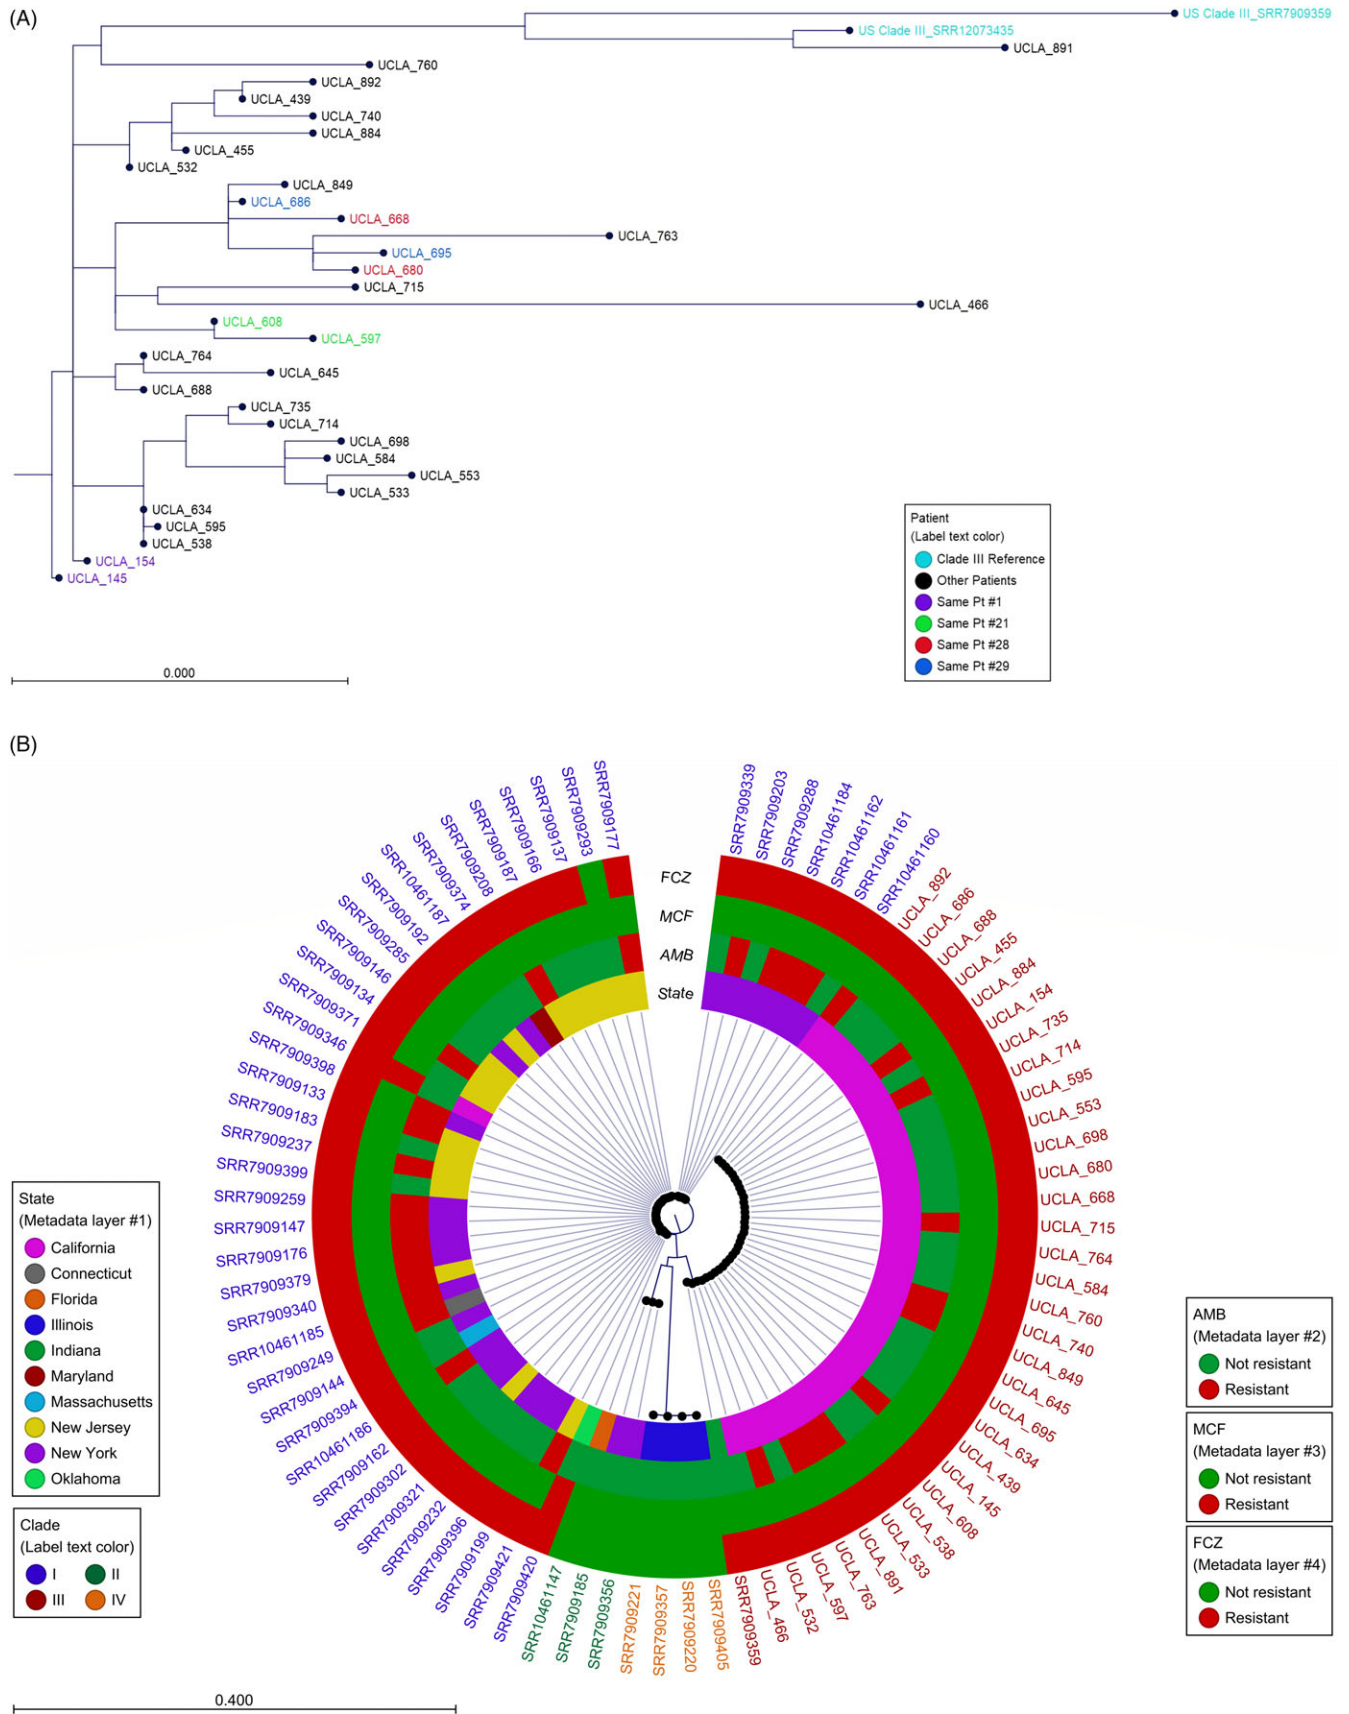 (A)
US Clade III_SRR7909359
US Clade III_SRR12073435
UCLA_891
UCLA_760
UCLA_892
UCLA_439
UCLA_740
UCLA_884
UCLA_455
UCLA_532
UCLA_849
UCLA_686
UCLA_668
UCLA_763
UCLA_695
UCLA_680
UCLA_715
UCLA_466
UCLA_608
UCLA_597
UCLA_764
UCLA_645
UCLA_688
UCLA_735
UCLA_714
UCLA_698
UCLA_584
UCLA_553
UCLA_533
UCLA_634
UCLA_595
UCLA_538
UCLA_154
UCLA_145
Patient
(Label text color)
Clade III Reference
Other Patients
Same Pt #1
Same Pt #21
Same Pt #28
Same Pt #29
0.000
(B)
FCZ
MCF
AMB
State
SRR7909339
SRR7909203
SRR7909288
SRR10461184
SRR10461162
SRR10461161
SRR10461160
UCLA_892
UCLA_686
UCLA_688
UCLA_455
UCLA_884
UCLA_154
UCLA_735
UCLA_714
UCLA_595
UCLA_553
UCLA_698
UCLA_680
UCLA_668
UCLA_715
UCLA_764
UCLA_584
UCLA_760
UCLA_740
UCLA_849
UCLA_645
UCLA_695
UCLA_634
UCLA_439
UCLA_145
UCLA_608
UCLA_538
UCLA_533
UCLA_891
UCLA_763
UCLA_597
UCLA_532
UCLA_466
SRR7909359
SRR7909405
SRR7909220
SRR7909357
SRR7909221
SRR7909356
SRR7909185
SRR10461147
SRR7909420
SRR7909421
SRR7909199
SRR7909396
SRR7909232
SRR7909321
SRR7909302
SRR7909162
SRR10461186
SRR7909394
SRR7909144
SRR7909249
SRR10461185
SRR7909340
SRR7909379
SRR7909176
SRR7909147
SRR7909259
SRR7909399
SRR7909237
SRR7909183
SRR7909133
SRR7909398
SRR7909346
SRR7909371
SRR7909134
SRR7909146
SRR7909285
SRR7909192
SRR10461187
SRR7909374
SRR7909208
SRR7909187
SRR7909166
SRR7909137
SRR7909293
SRR7909177
State
(Metadata layer #1)
California
Connecticut
Florida
Illinois
Indiana
Maryland
Massachusetts
New Jersey
New York
Oklahoma
Clade
(Label text color)
I II
III IV
AMB
(Metadata layer #2)
Not resistant
Resistant
MCF
(Metadata layer #3)
Not resistant
Resistant
FCZ
(Metadata layer #4)
Not resistant
Resistant
0.400